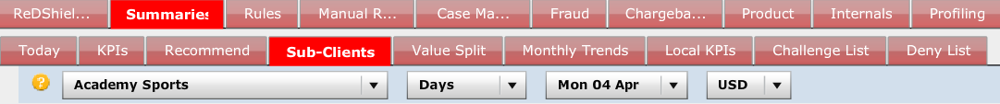 ReDShiel... Summaries Rules Manual R... Case Ma... Fraud Chargeba... Product Internals Profiling
Today KPIs Recommend Sub-Clients Value Split Monthly Trends Local KPIs Challenge List Deny List
? Academy Sports Days Mon 04 Apr USD